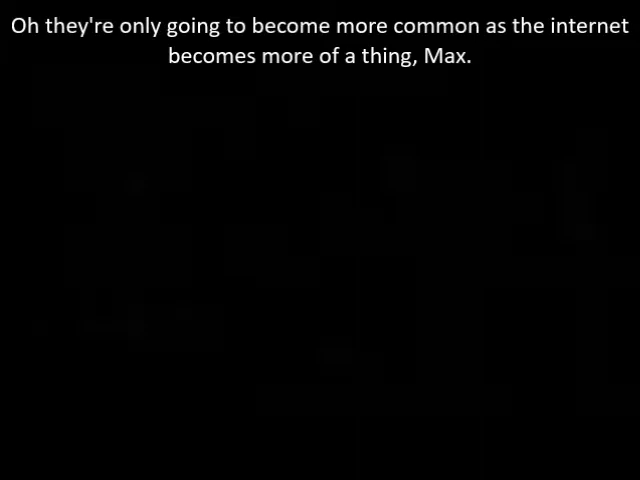 Oh they're only going to become more common as the internet
becomes more of a thing, Max.